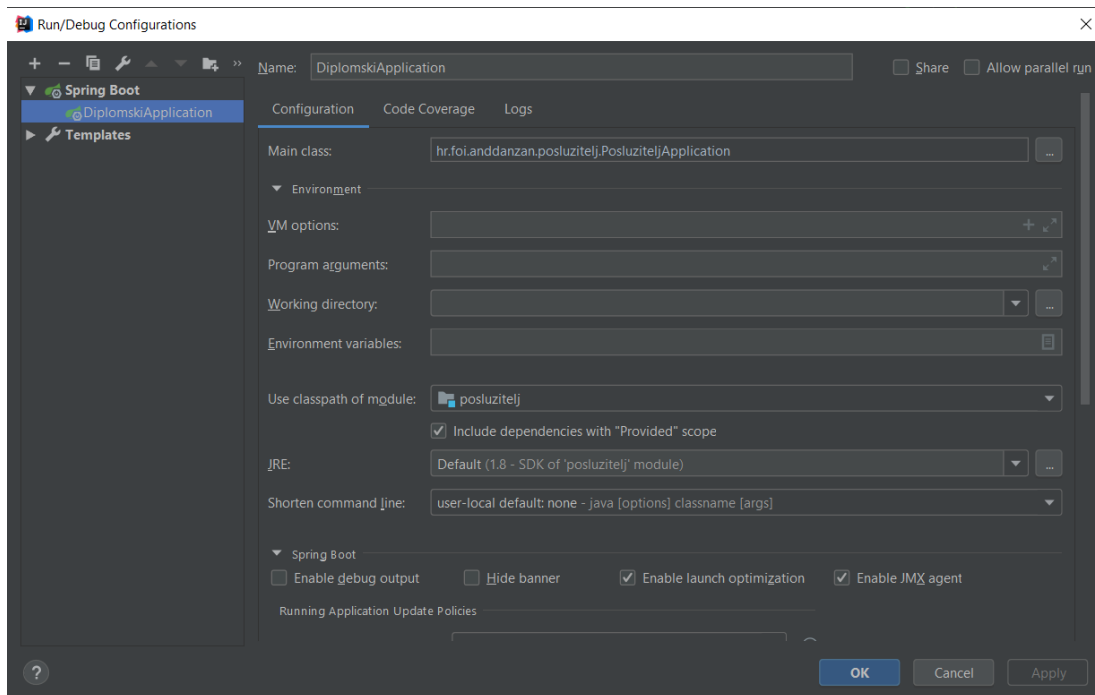 Run/Debug Configurations
Name: DiplomskiApplication Share Allow parallel run
Spring Boot
DiplomskiApplication
Templates
Configuration Code Coverage Logs
Main class: hr.foi.anddanzan.posluzitelj.PosluziteljApplication ...
Environment
VM options:
Program arguments:
Working directory: ...
Environment variables:
Use classpath of module: posluzitelj
Include dependencies with "Provided" scope
JRE: Default (1.8 - SDK of 'posluzitelj' module) ...
Shorten command line: user-local default: none - java [options] classname [args]
Spring Boot
Enable debug output Hide banner Enable launch optimization Enable JMX agent
Running Application Update Policies
? OK Cancel Apply